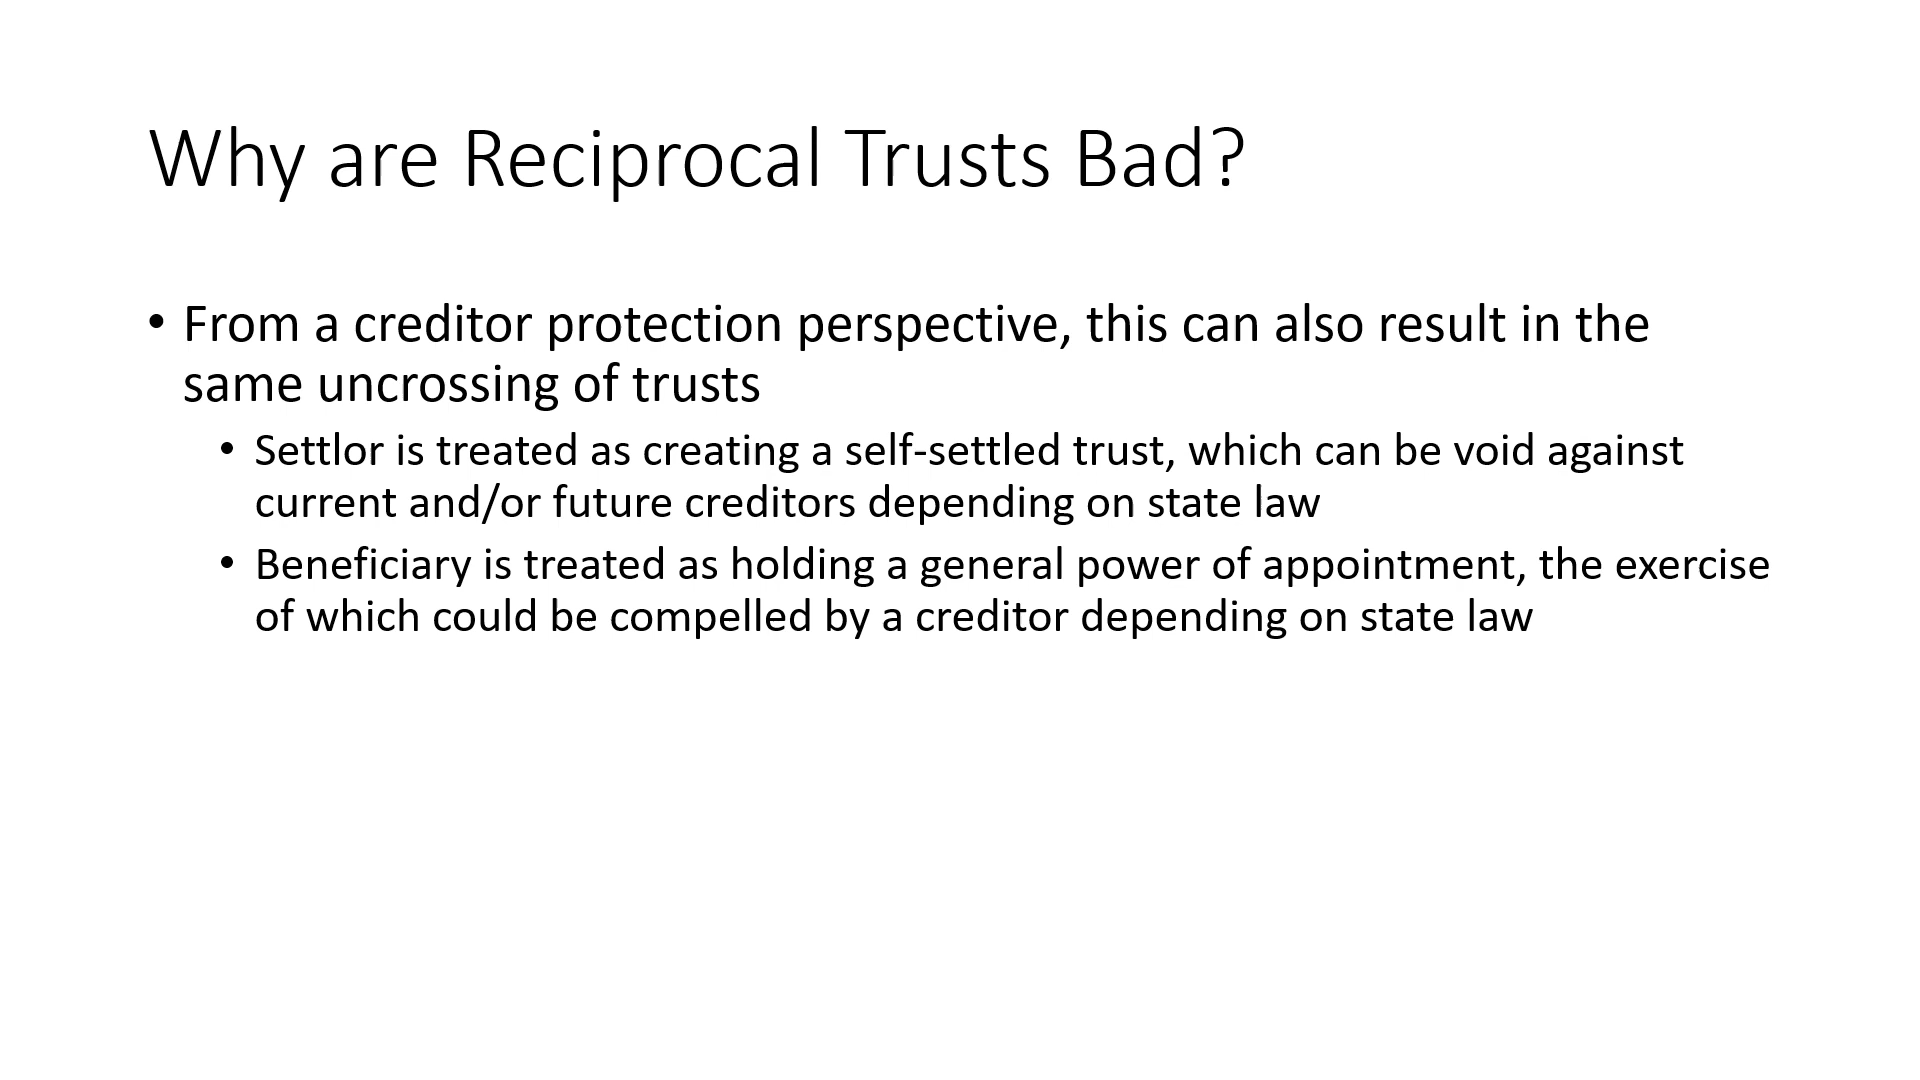 Why are Reciprocal Trusts Bad?
• From a creditor protection perspective, this can also result in the
same uncrossing of trusts
• Settlor is treated as creating a self-settled trust, which can be void against
current and/or future creditors depending on state law
• Beneficiary is treated as holding a general power of appointment, the exercise
of which could be compelled by a creditor depending on state law